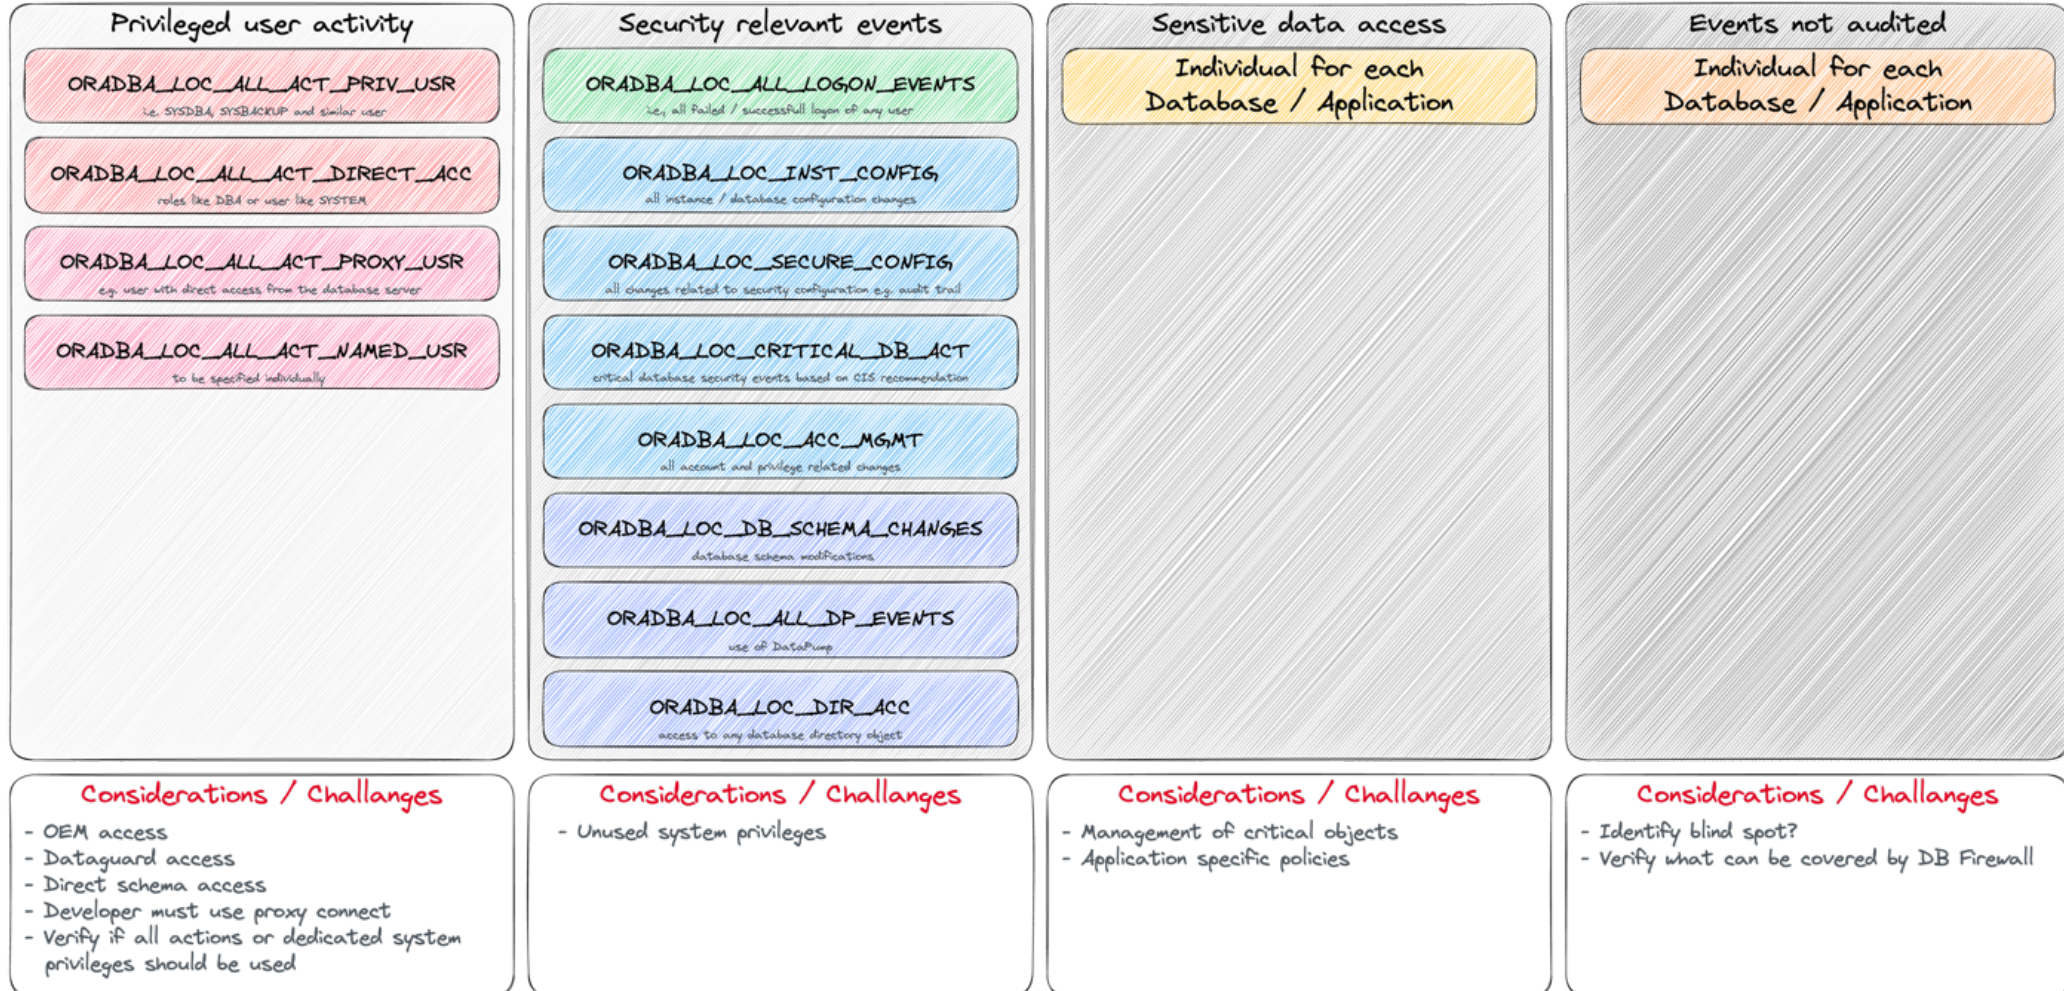 Privileged user activity
ORADBA_LOC_ALL_ACT_PRIV_USR
i.e. SYSDBA, SYSBACKUP and similar user
ORADBA_LOC_ALL_ACT_DIRECT_ACC
roles like DBA or user like SYSTEM
ORADBA_LOC_ALL_ACT_PROXY_USR
e.g. user with direct access from the database server
ORADBA_LOC_ALL_ACT_NAMED_USR
to be specified individually
Considerations / Challanges
- OEM access
- Dataguard access
- Direct schema access
- Developer must use proxy connect
- Verify if all actions or dedicated system
privileges should be used
Security relevant events
ORADBA_LOC_ALL_LOGON_EVENTS
i.e., all failed / successfull logon of any user
ORADBA_LOC_INST_CONFIG
all instance / database configuration changes
ORADBA_LOC_SECURE_CONFIG
all changes related to security configuration e.g. audit trail
ORADBA_LOC_CRITICAL_DB_ACT
critical database security events based on CIS recommendation
ORADBA_LOC_ACC_MGMT
all account and privilege related changes
ORADBA_LOC_DB_SCHEMA_CHANGES
database schema modifications
ORADBA_LOC_ALL_DP_EVENTS
use of DataPump
ORADBA_LOC_DIR_ACC
access to any database directory object
Considerations / Challanges
- Unused system privileges
Sensitive data access
Individual for each
Database / Application
Considerations / Challanges
- Management of critical objects
- Application specific policies
Events not audited
Individual for each
Database / Application
Considerations / Challanges
- Identify blind spot?
- Verify what can be covered by DB Firewall